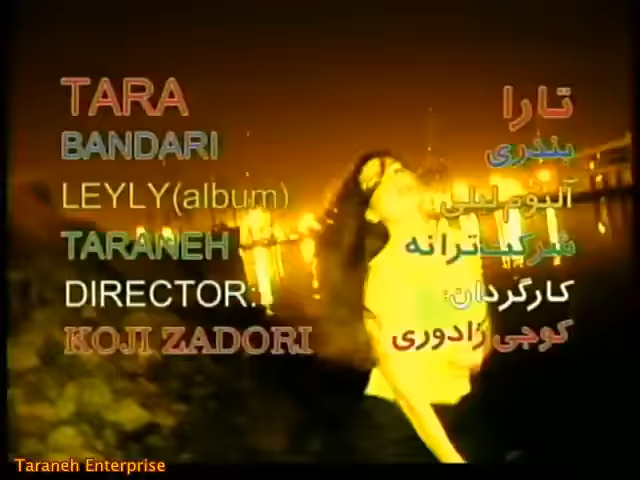 TARA تارا
BANDARI بندری
LEYLY(album) آلبوم لیلی:
TARANEH شرکت ترانه
DIRECTOR: کارگردان:
KOJI ZADORI کوجی زادوری
Taraneh Enterprise